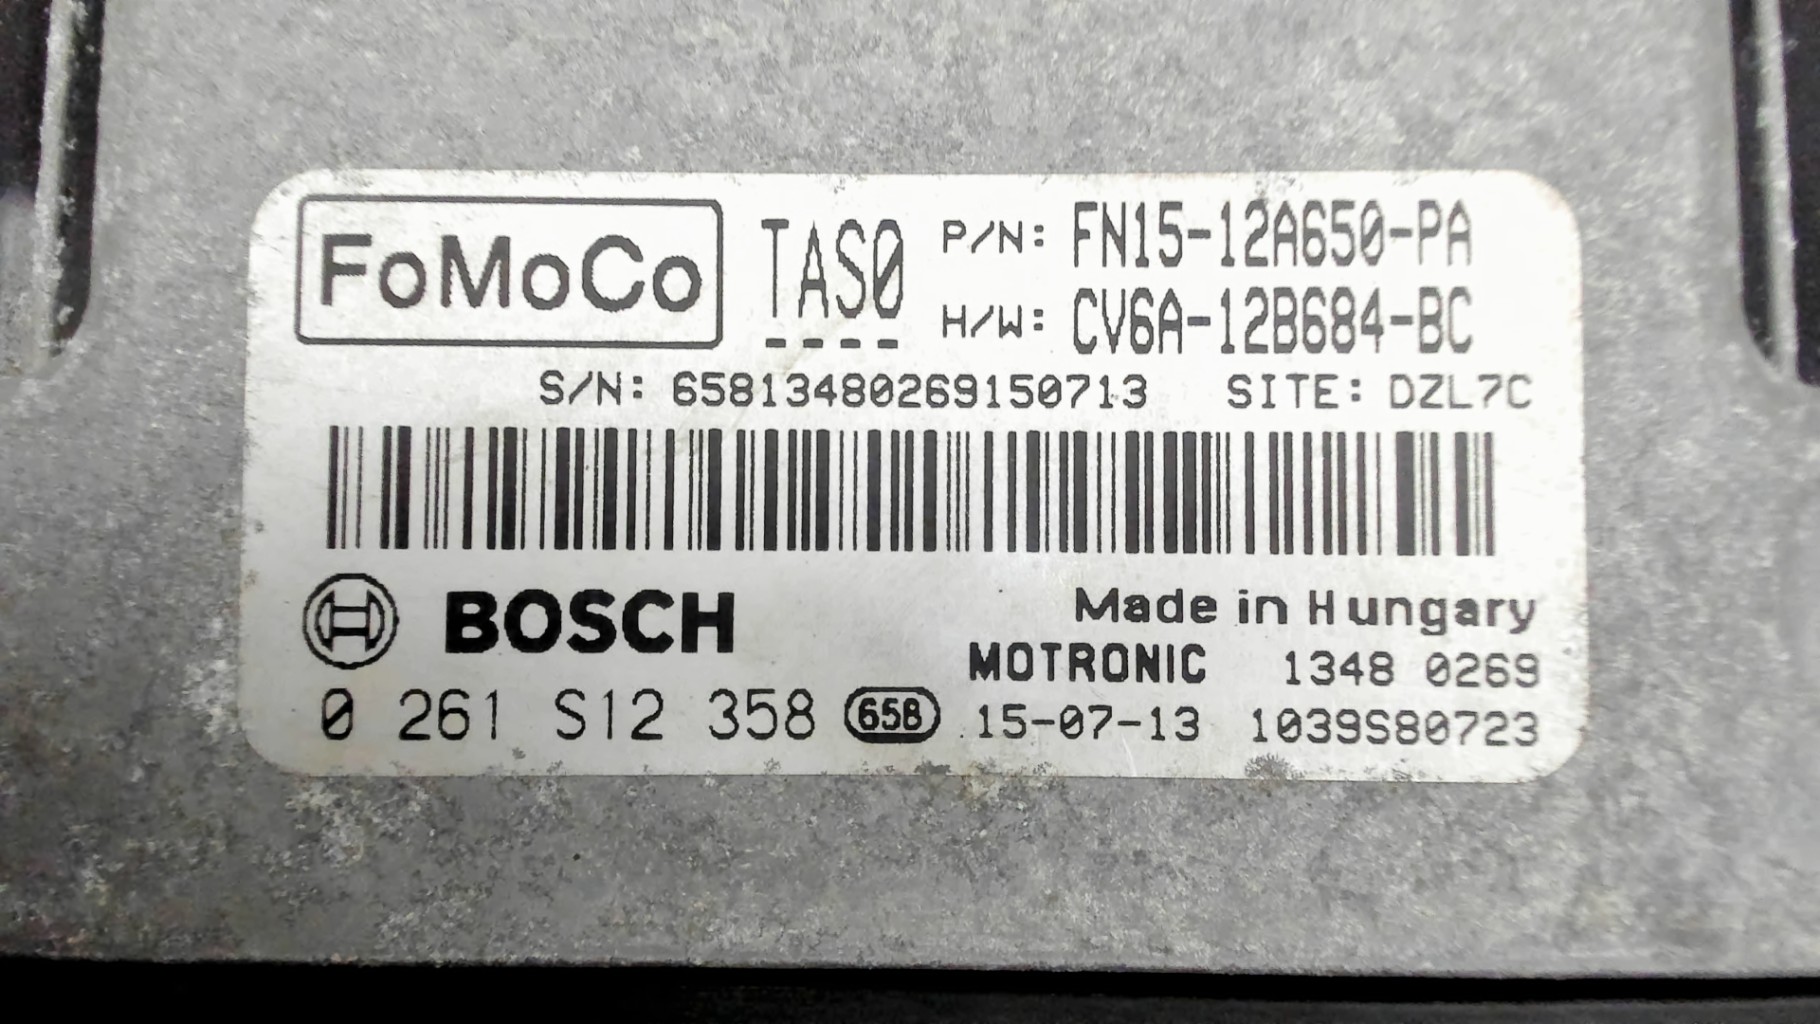 FoMoCo TAS0 P/N: FN15-12A650-PA
H/W: CV6A-12B684-BC
S/N: 65813480269150713 SITE: DZL7C
BOSCH Made in Hungary
MOTRONIC 1348 0269
0 261 S12 358 658 15-07-13 1039S80723